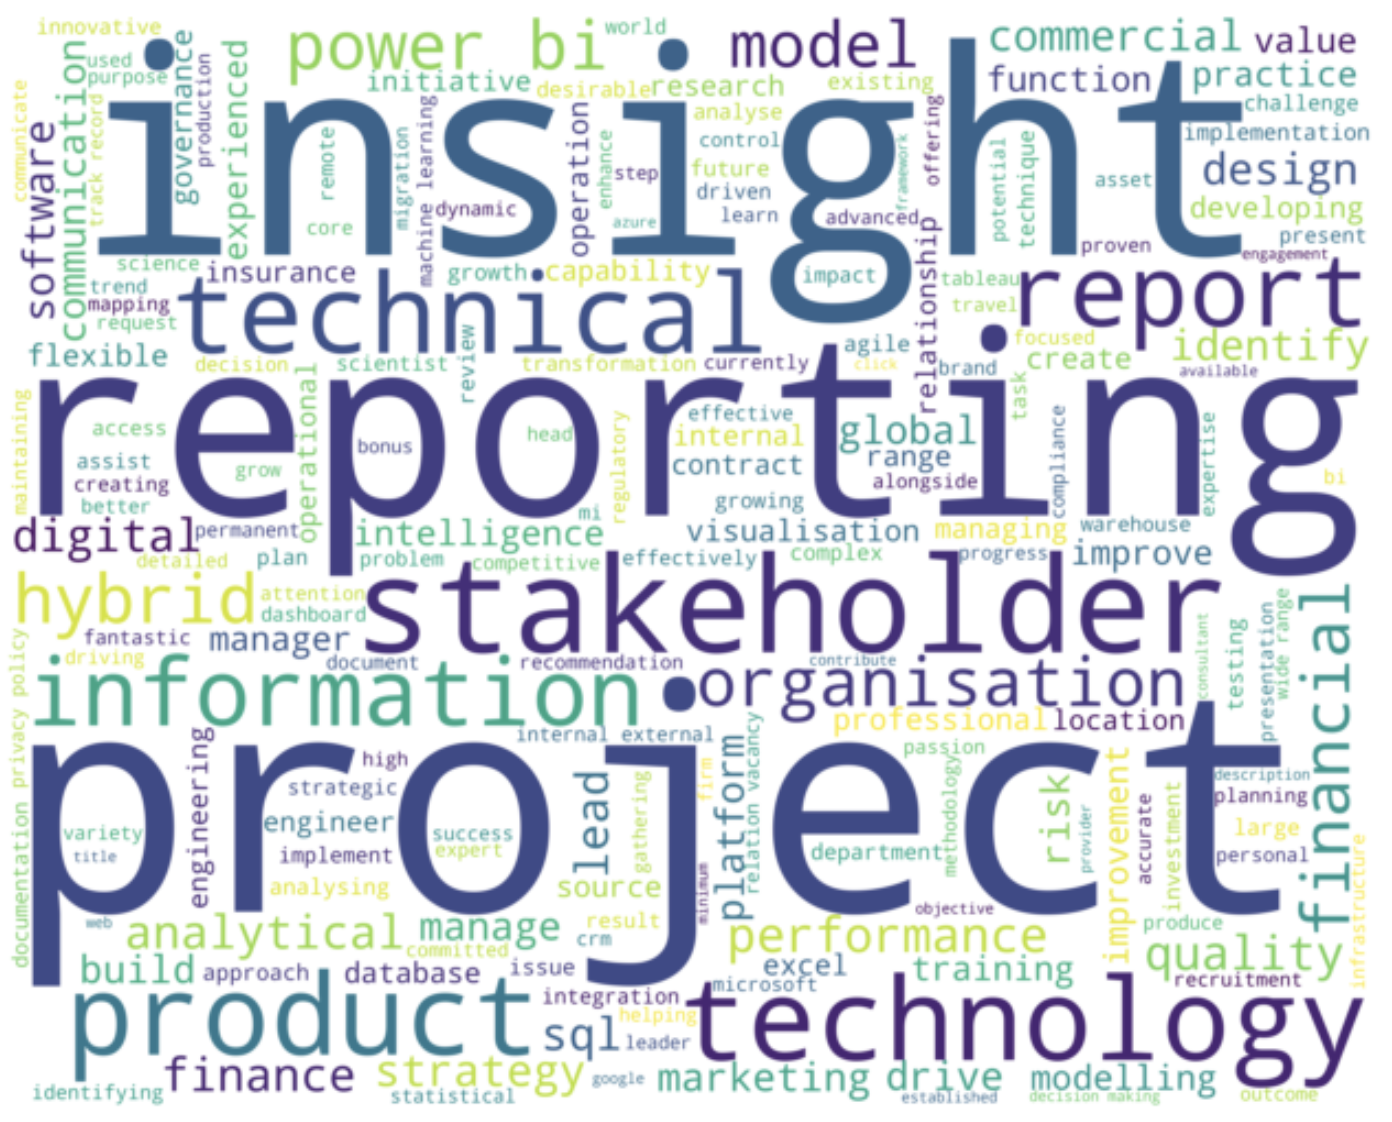 innovative
power bi
world
model
commercial
value
used
purpose
communicate
communication
governance
production
experienced
initiative
desirable
research
existing
function
practice
insight
software
track record
remote
migration
machine learning
operation
enhance
analyse
control
future
step
driven
learn
dynamic
azure
framework
offering
potential
technique
asset
challenge
implementation
design
developing
present
core
advanced
proven
engagement
science
insurance
growth
capability
impact
relationship
tableau
report
trend
mapping
request
technical
travel
flexible
decision
scientist
review
transformation
currently
agile
click
brand
focused
create
identify
available
reporting
maintaining
access
operational
bonus
head
regulatory
effective
internal
global
task
compliance
expertise
assist
grow
contract
range
creating
alongside
bi
better
growing
digital
permanent
intelligence
mi
visualisation
managing
warehouse
detailed
plan
problem
competitive
effectively
complex
progress
improve
hybrid
attention
dashboard
stakeholder
financial
fantastic
manager
consultant
testing
presentation
wide range
driving
document
recommendation
contribute
documentation privacy policy
information
organisation
professional
location
internal external
project
engineering
high
strategic
lead
gathering
firm
platform
relation vacancy
passion
methodology
risk
improvement
description
planning
variety
engineer
success
accurate
investment
large
title
implement
expert
department
provider
personal
analysing
source
minimum
infrastructure
web
analytical
manage
result
objective
produce
committed
crm
performance
quality
build
approach
database
issue
excel
training
recruitment
microsoft
product
integration
technology
helping
sql
leader
finance
strategy
google
marketing
drive
modelling
identifying
statistical
established
decision making
outcome